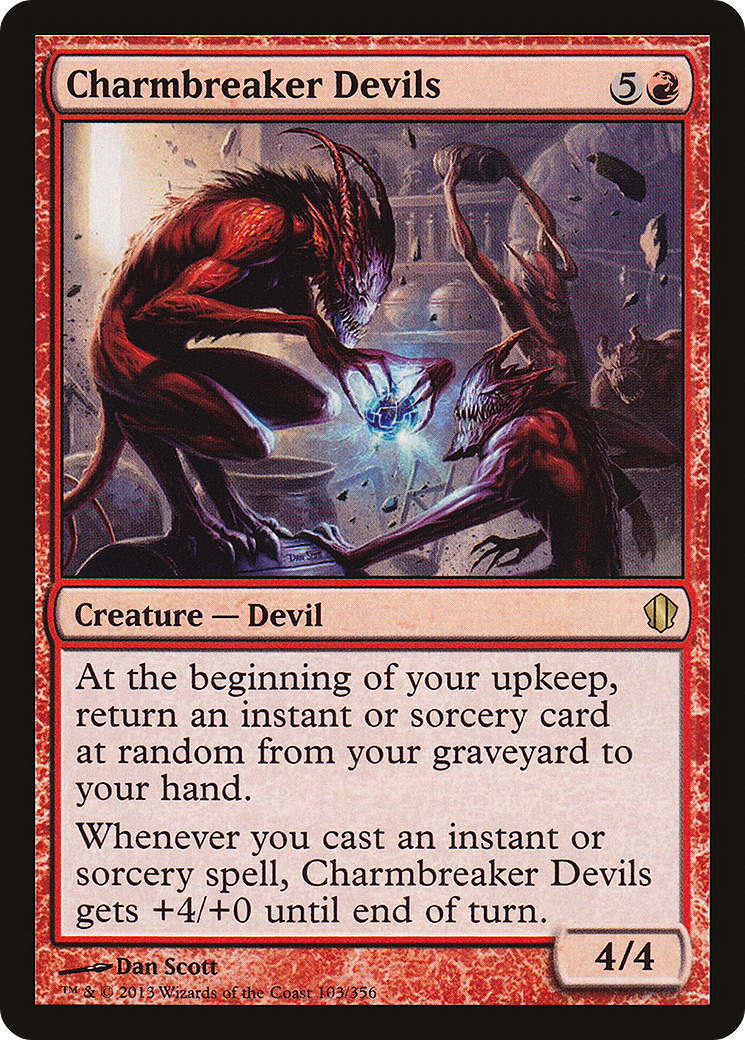 Charmbreaker Devils 5
Creature — Devil
At the beginning of your upkeep,
return an instant or sorcery card
at random from your graveyard to
your hand.
Whenever you cast an instant or
sorcery spell, Charmbreaker Devils
gets +4/+0 until end of turn.
4/4
Dan Scott
™ & © 2013 Wizards of the Coast 103/356